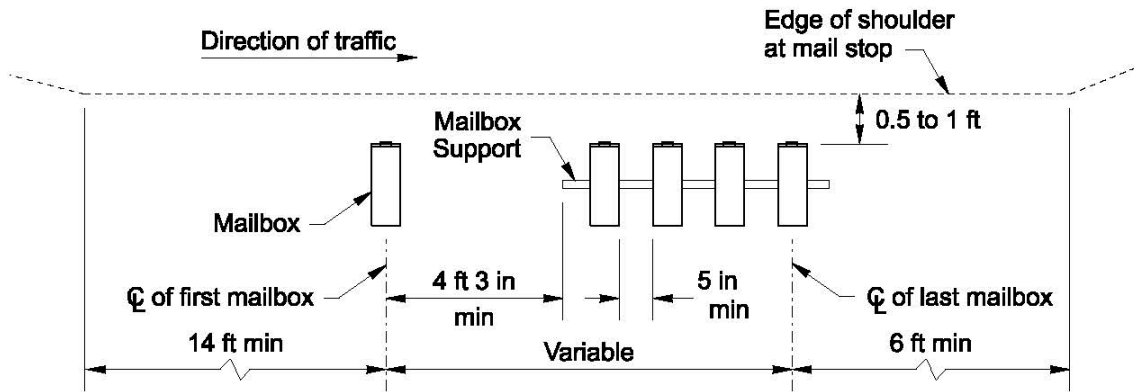 Edge of shoulder
at mail stop
Direction of traffic
0.5 to 1 ft
Mailbox
Support
Mailbox
4 ft 3 in
min
5 in
min
℄ of first mailbox
℄ of last mailbox
14 ft min
Variable
6 ft min